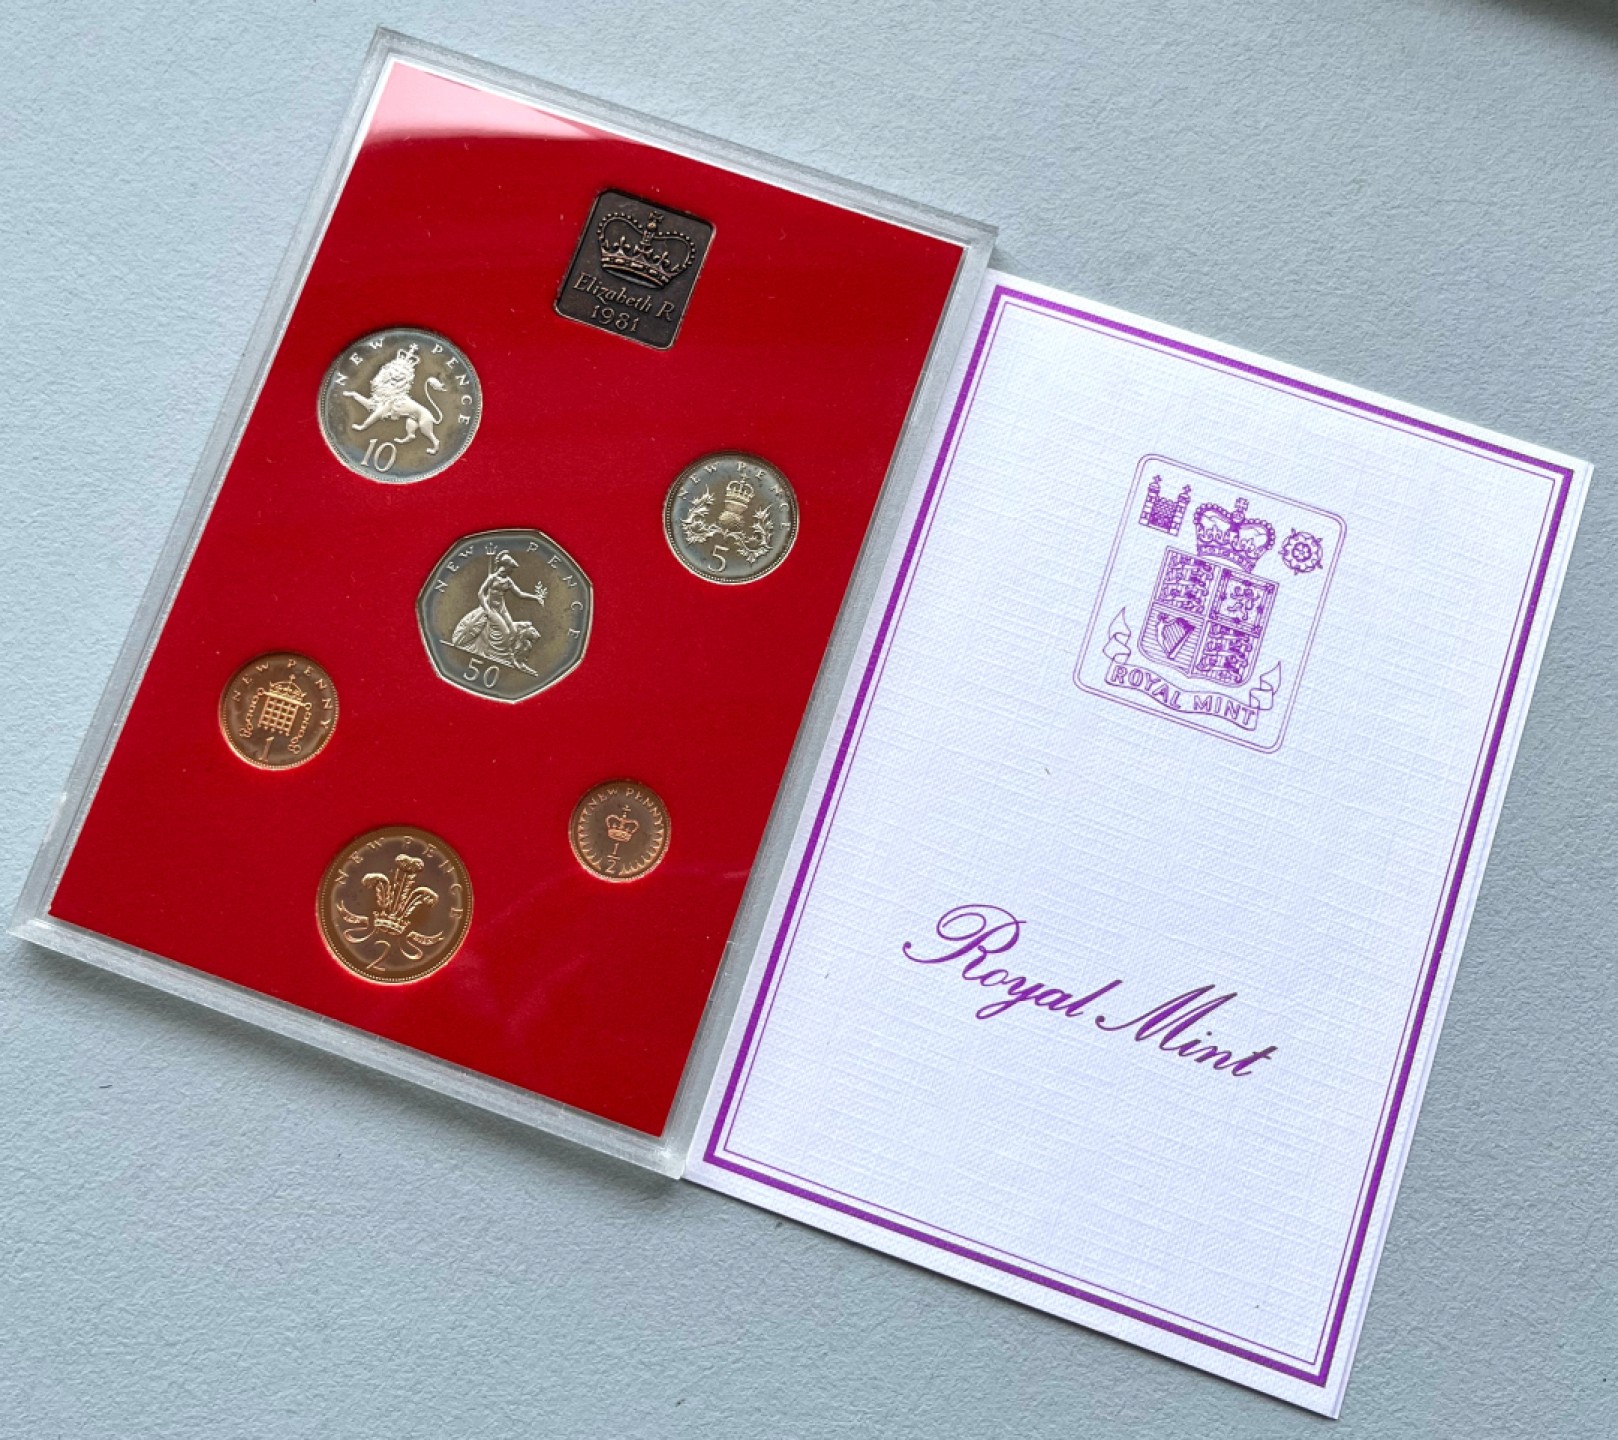 Elizabeth R
1981
NEW PENCE
10
NEW PENCE
5
NEW PENCE
50
NEW PENNY
1
NEW PENNY
1/2
NEW PENCE
2
ROYAL MINT
Royal Mint